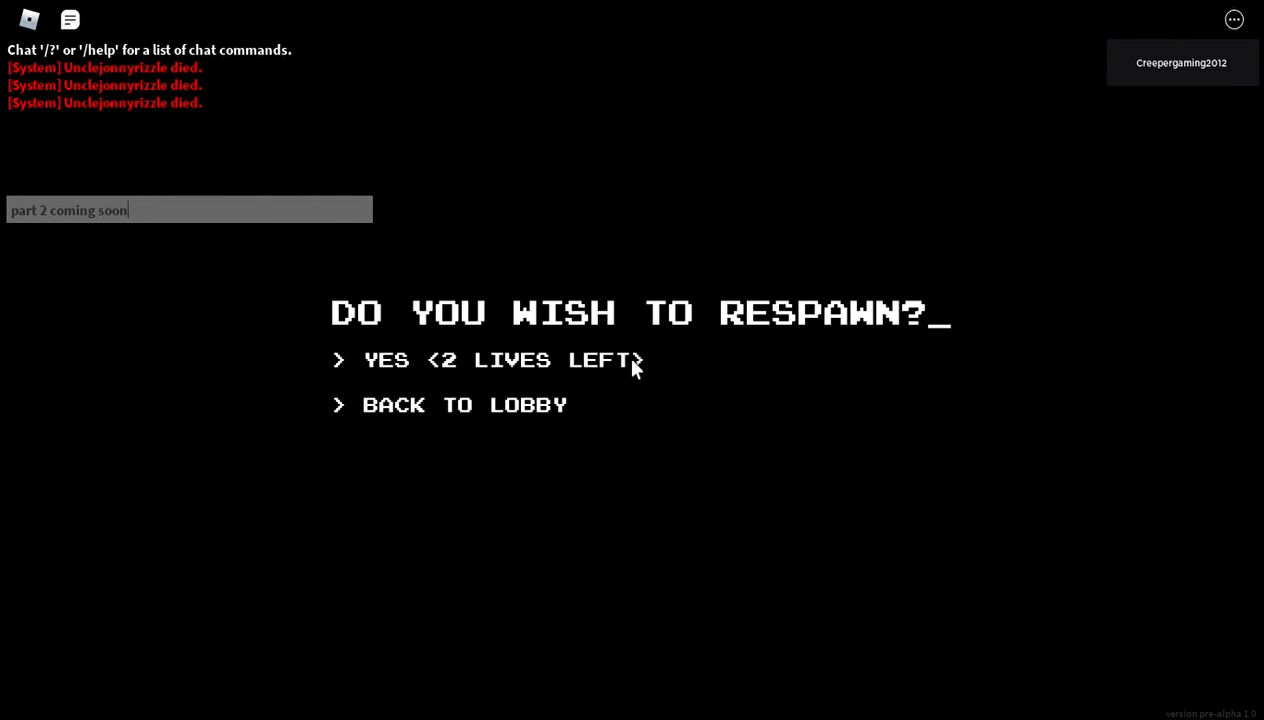 Chat '/?' or '/help' for a list of chat commands.
[System] Unclejonnyrizzle died.
[System] Unclejonnyrizzle died.
[System] Unclejonnyrizzle died.
Creepergaming2012
part 2 coming soon
DO YOU WISH TO RESPAWN?_
> YES <2 LIVES LEFT>
> BACK TO LOBBY
version pre-alpha 1.0